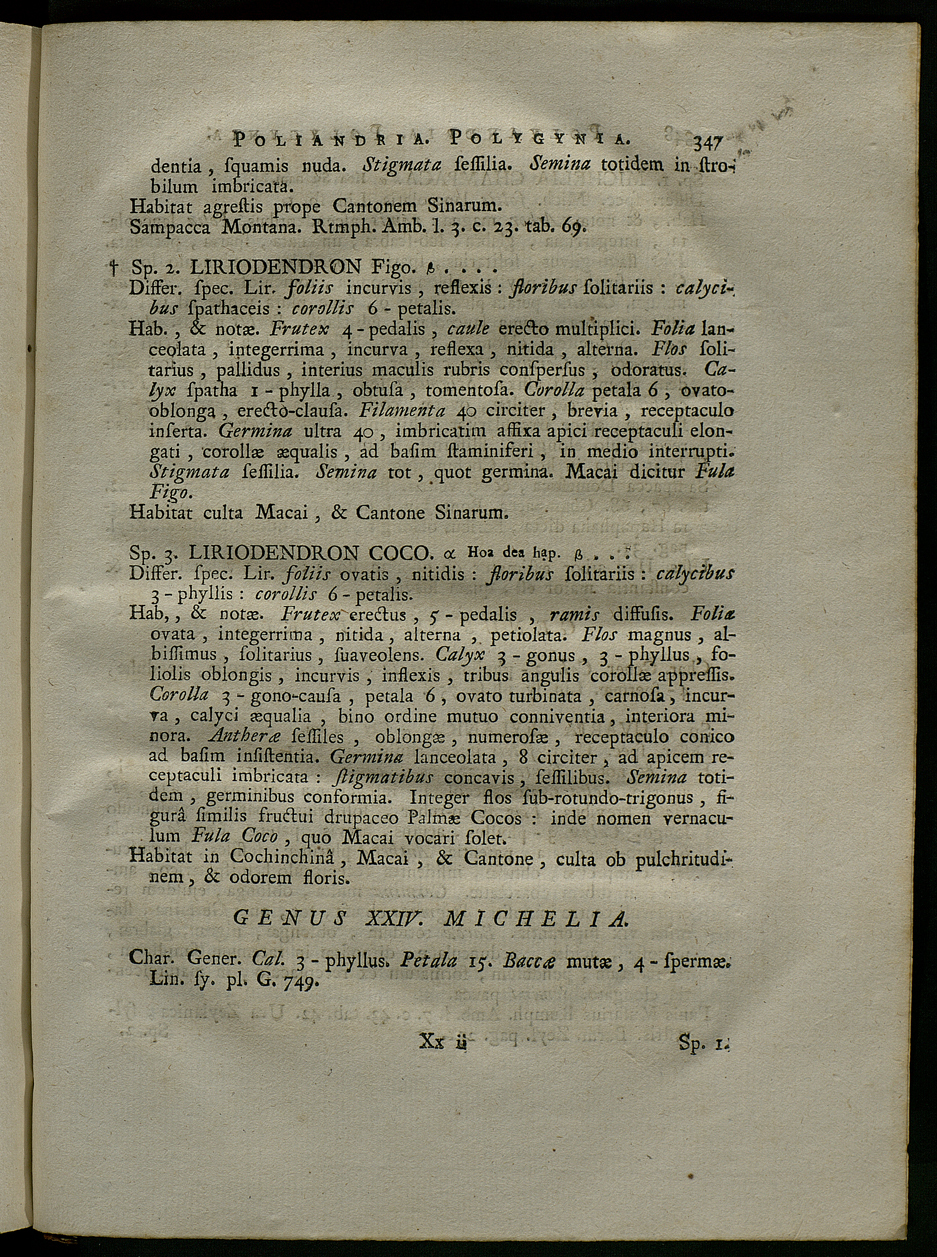 POLIANDRIA. POLYGYNIA. 347
dentia , ſquamis nuda. Stigmata ſeſſilia. Semina totidem in ſtro-
bilum imbricata.
Habitat agreſtis prope Cantonem Sinarum.
Sampacca Montana. Rtmph. Amb. l. 3. c. 23. tab. 69.
† Sp. 2. LIRIODENDRON Figo. β . . . .
Differ. ſpec. Lir. foliis incurvis , reflexis : floribus ſolitariis : calyci-
bus ſpathaceis : corollis 6 - petalis.
Hab. , & notæ. Frutex 4 - pedalis , caule erecto multiplici. Folia lan-
ceolata , integerrima , incurva , reflexa , nitida , alterna. Flos ſoli-
tarius , pallidus , interius maculis rubris conſperſus , odoratus. Ca-
lyx ſpatha 1 - phylla , obtuſa , tomentoſa. Corolla petala 6 , ovato-
oblonga , erecto-clauſa. Filamenta 40 circiter , brevia , receptaculo
inſerta. Germina ultra 40 , imbricatim affixa apici receptaculi elon-
gati , corollæ æqualis , ad baſim ſtaminiferi , in medio interrupti.
Stigmata ſeſſilia. Semina tot , quot germina. Macai dicitur Fula
Figo.
Habitat culta Macai , & Cantone Sinarum.
Sp. 3. LIRIODENDRON COCO. α Hoa dea hap. β . . :
Differ. ſpec. Lir. foliis ovatis , nitidis : floribus ſolitariis : calycibus
3 - phyllis : corollis 6 - petalis.
Hab, , & notæ. Frutex erectus , 5 - pedalis , ramis diffuſis. Folia
ovata , integerrima , nitida , alterna , petiolata. Flos magnus , al-
biſſimus , ſolitarius , ſuaveolens. Calyx 3 - gonus , 3 - phyllus , fo-
liolis oblongis , incurvis , inflexis , tribus angulis corollæ appreſſis.
Corolla 3 - gono-cauſa , petala 6 , ovato turbinata , carnoſa , incur-
va , calyci æqualia , bino ordine mutuo conniventia , interiora mi-
nora. Antheræ ſeſſiles , oblongæ , numeroſæ , receptaculo conico
ad baſim inſiſtentia. Germina lanceolata , 8 circiter , ad apicem re-
ceptaculi imbricata : ſtigmatibus concavis , ſeſſilibus. Semina toti-
dem , germinibus conformia. Integer flos ſub-rotundo-trigonus , fi-
gurâ ſimilis fructui drupaceo Palmæ Cocos : inde nomen vernacu-
lum Fula Coco , quo Macai vocari ſolet.
Habitat in Cochinchinâ , Macai , & Cantone , culta ob pulchritudi-
nem , & odorem floris.
GENUS XXIV. MICHELIA.
Char. Gener. Cal. 3 - phyllus. Petala 15. Baccæ mutæ , 4 - ſpermæ.
Lin. ſy. pl. G. 749.
Xx ii Sp. 1.